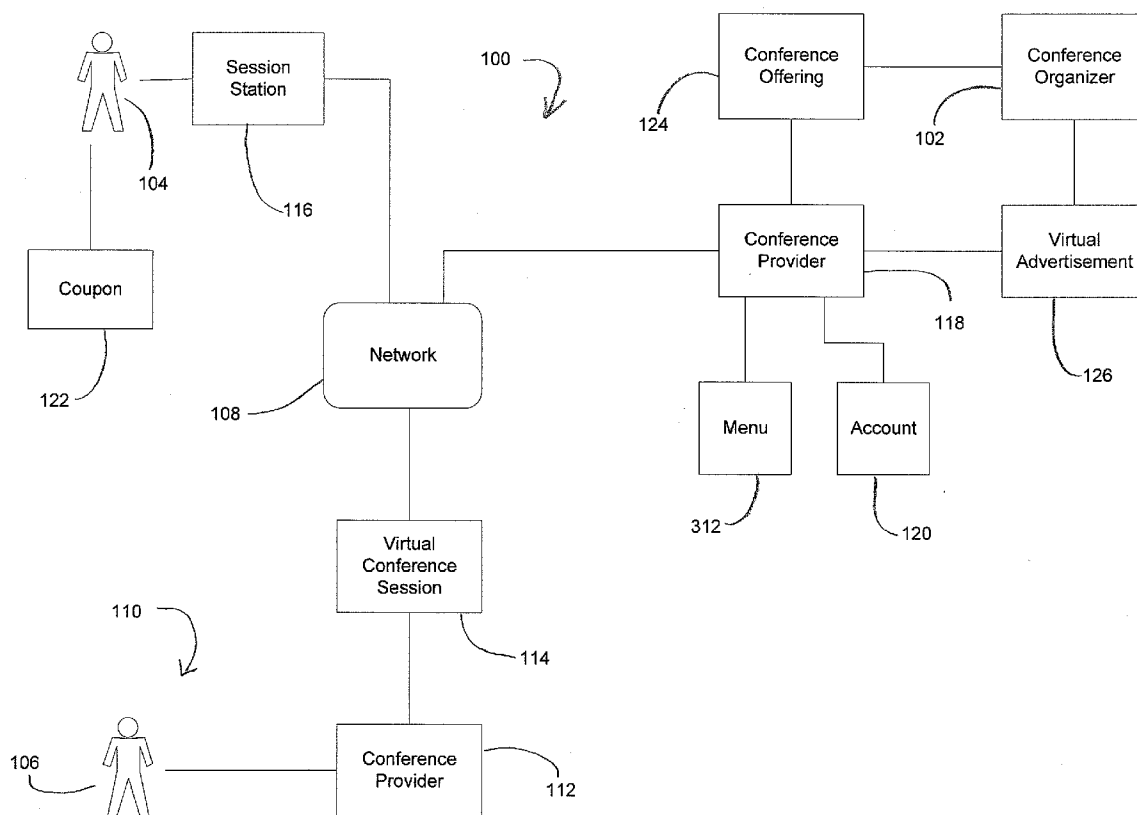 Session
Station
100
Conference
Offering
Conference
Organizer
124
102
104
116
Coupon
Conference
Provider
Virtual
Advertisement
118
122
Network
126
108
Menu
Account
312
120
Virtual
Conference
Session
110
114
106
Conference
Provider
112